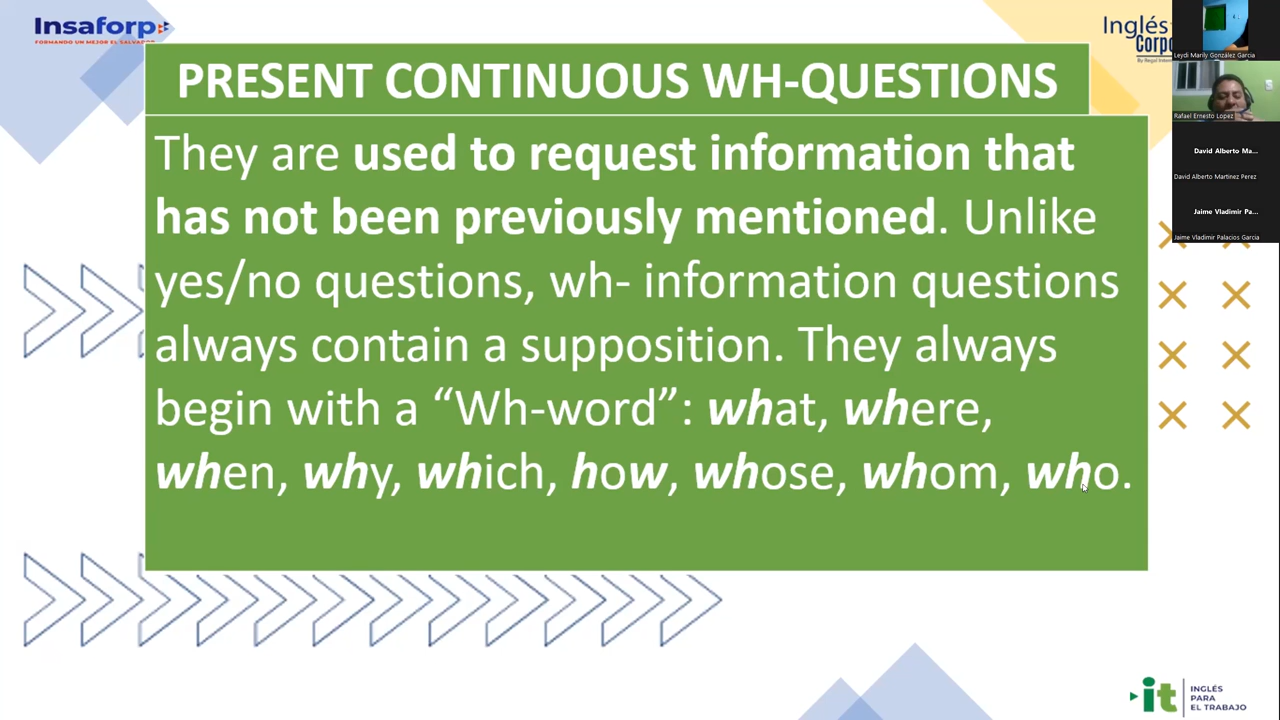 Insaforp
FORMANDO UN MEJOR EL SALVADOR
Inglés
Corpo
PRESENT CONTINUOUS WH-QUESTIONS
They are used to request information that
has not been previously mentioned. Unlike
yes/no questions, wh- information questions
always contain a supposition. They always
begin with a “Wh-word”: what, where,
when, why, which, how, whose, whom, who.
Leydi Marily González Garcia
Rafael Ernesto Lopez
David Alberto Ma...
David Alberto Martinez Perez
Jaime Vladimir Pa...
Jaime Vladimir Palacios Garcia
it
INGLÉS
PARA
EL TRABAJO